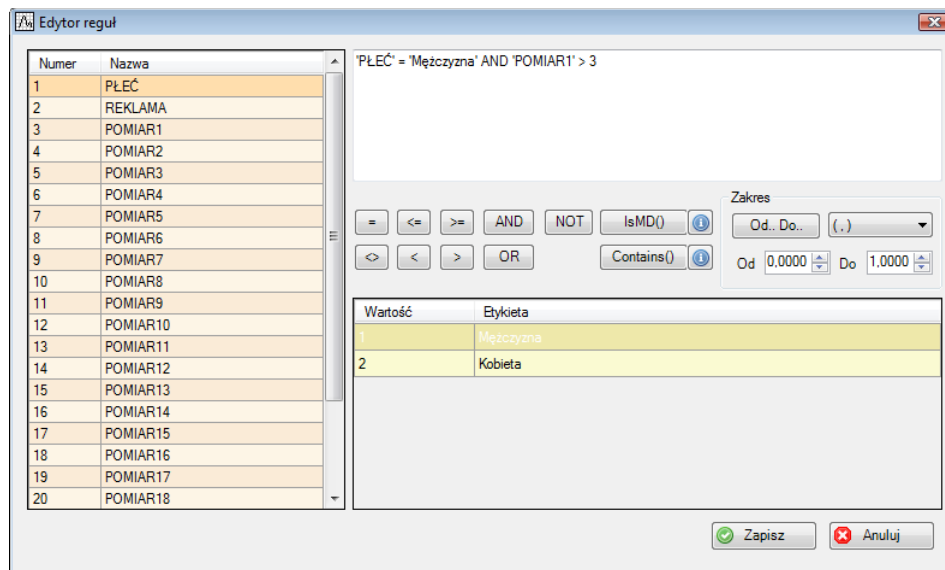 Edytor reguł
Numer Nazwa
1 PŁEĆ
2 REKLAMA
3 POMIAR1
4 POMIAR2
5 POMIAR3
6 POMIAR4
7 POMIAR5
8 POMIAR6
9 POMIAR7
10 POMIAR8
11 POMIAR9
12 POMIAR10
13 POMIAR11
14 POMIAR12
15 POMIAR13
16 POMIAR14
17 POMIAR15
18 POMIAR16
19 POMIAR17
20 POMIAR18
'PŁEĆ' = 'Mężczyzna' AND 'POMIAR1' > 3
= <= >= AND NOT IsMD()
<> < > OR Contains()
Zakres
Od.. Do.. ( , )
Od 0,0000 Do 1,0000
Wartość Etykieta
1 Mężczyzna
2 Kobieta
Zapisz Anuluj